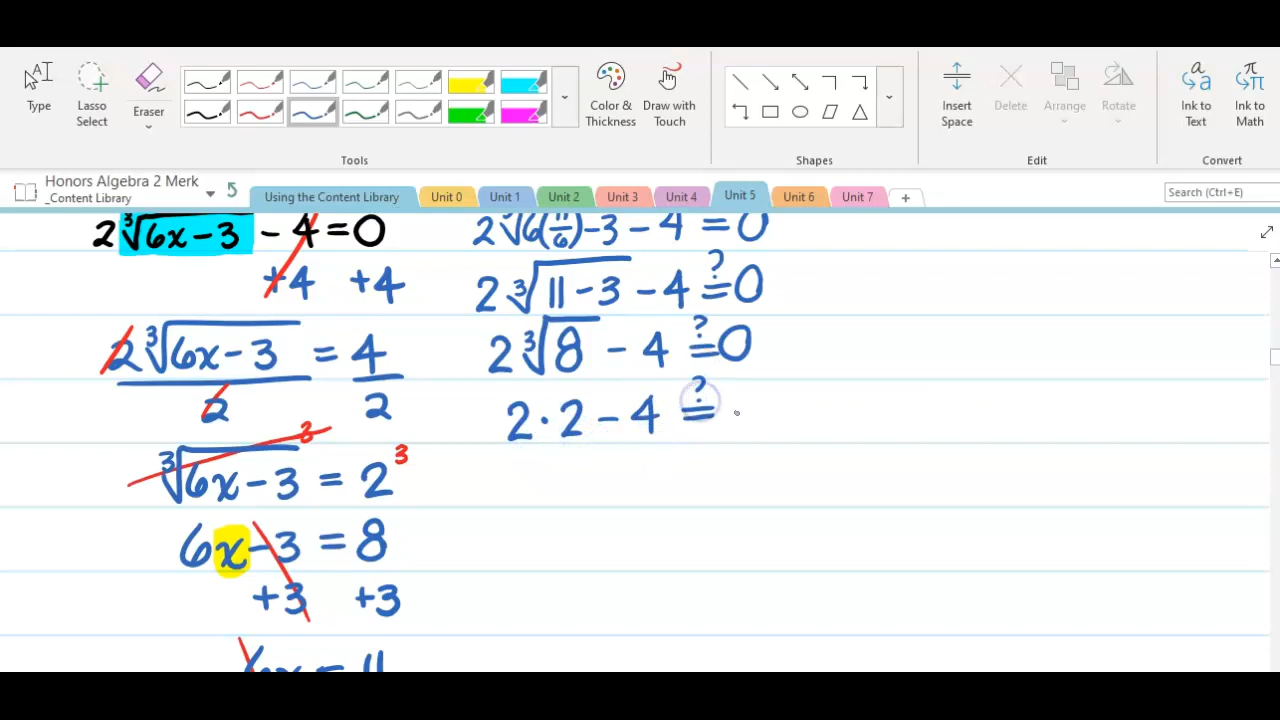 Type
Lasso Select
Eraser
Color & Thickness
Draw with Touch
Insert Space
Delete
Arrange
Rotate
Ink to Text
Ink to Math
Tools
Shapes
Edit
Convert
Honors Algebra 2 Merk
_Content Library
Using the Content Library
Unit 0
Unit 1
Unit 2
Unit 3
Unit 4
Unit 5
Unit 6
Unit 7
+
Search (Ctrl+E)
2∛(6x-3) - 4 = 0
+4 +4
2∛(6x-3) = 4
2 2
∛(6x-3)³ = 2³
6x - 3 = 8
+3 +3
6x = 11
2∛(6(11/6)-3) - 4 = 0
2∛(11-3) - 4 ≟ 0
2∛8 - 4 ≟ 0
2·2 - 4 ≟